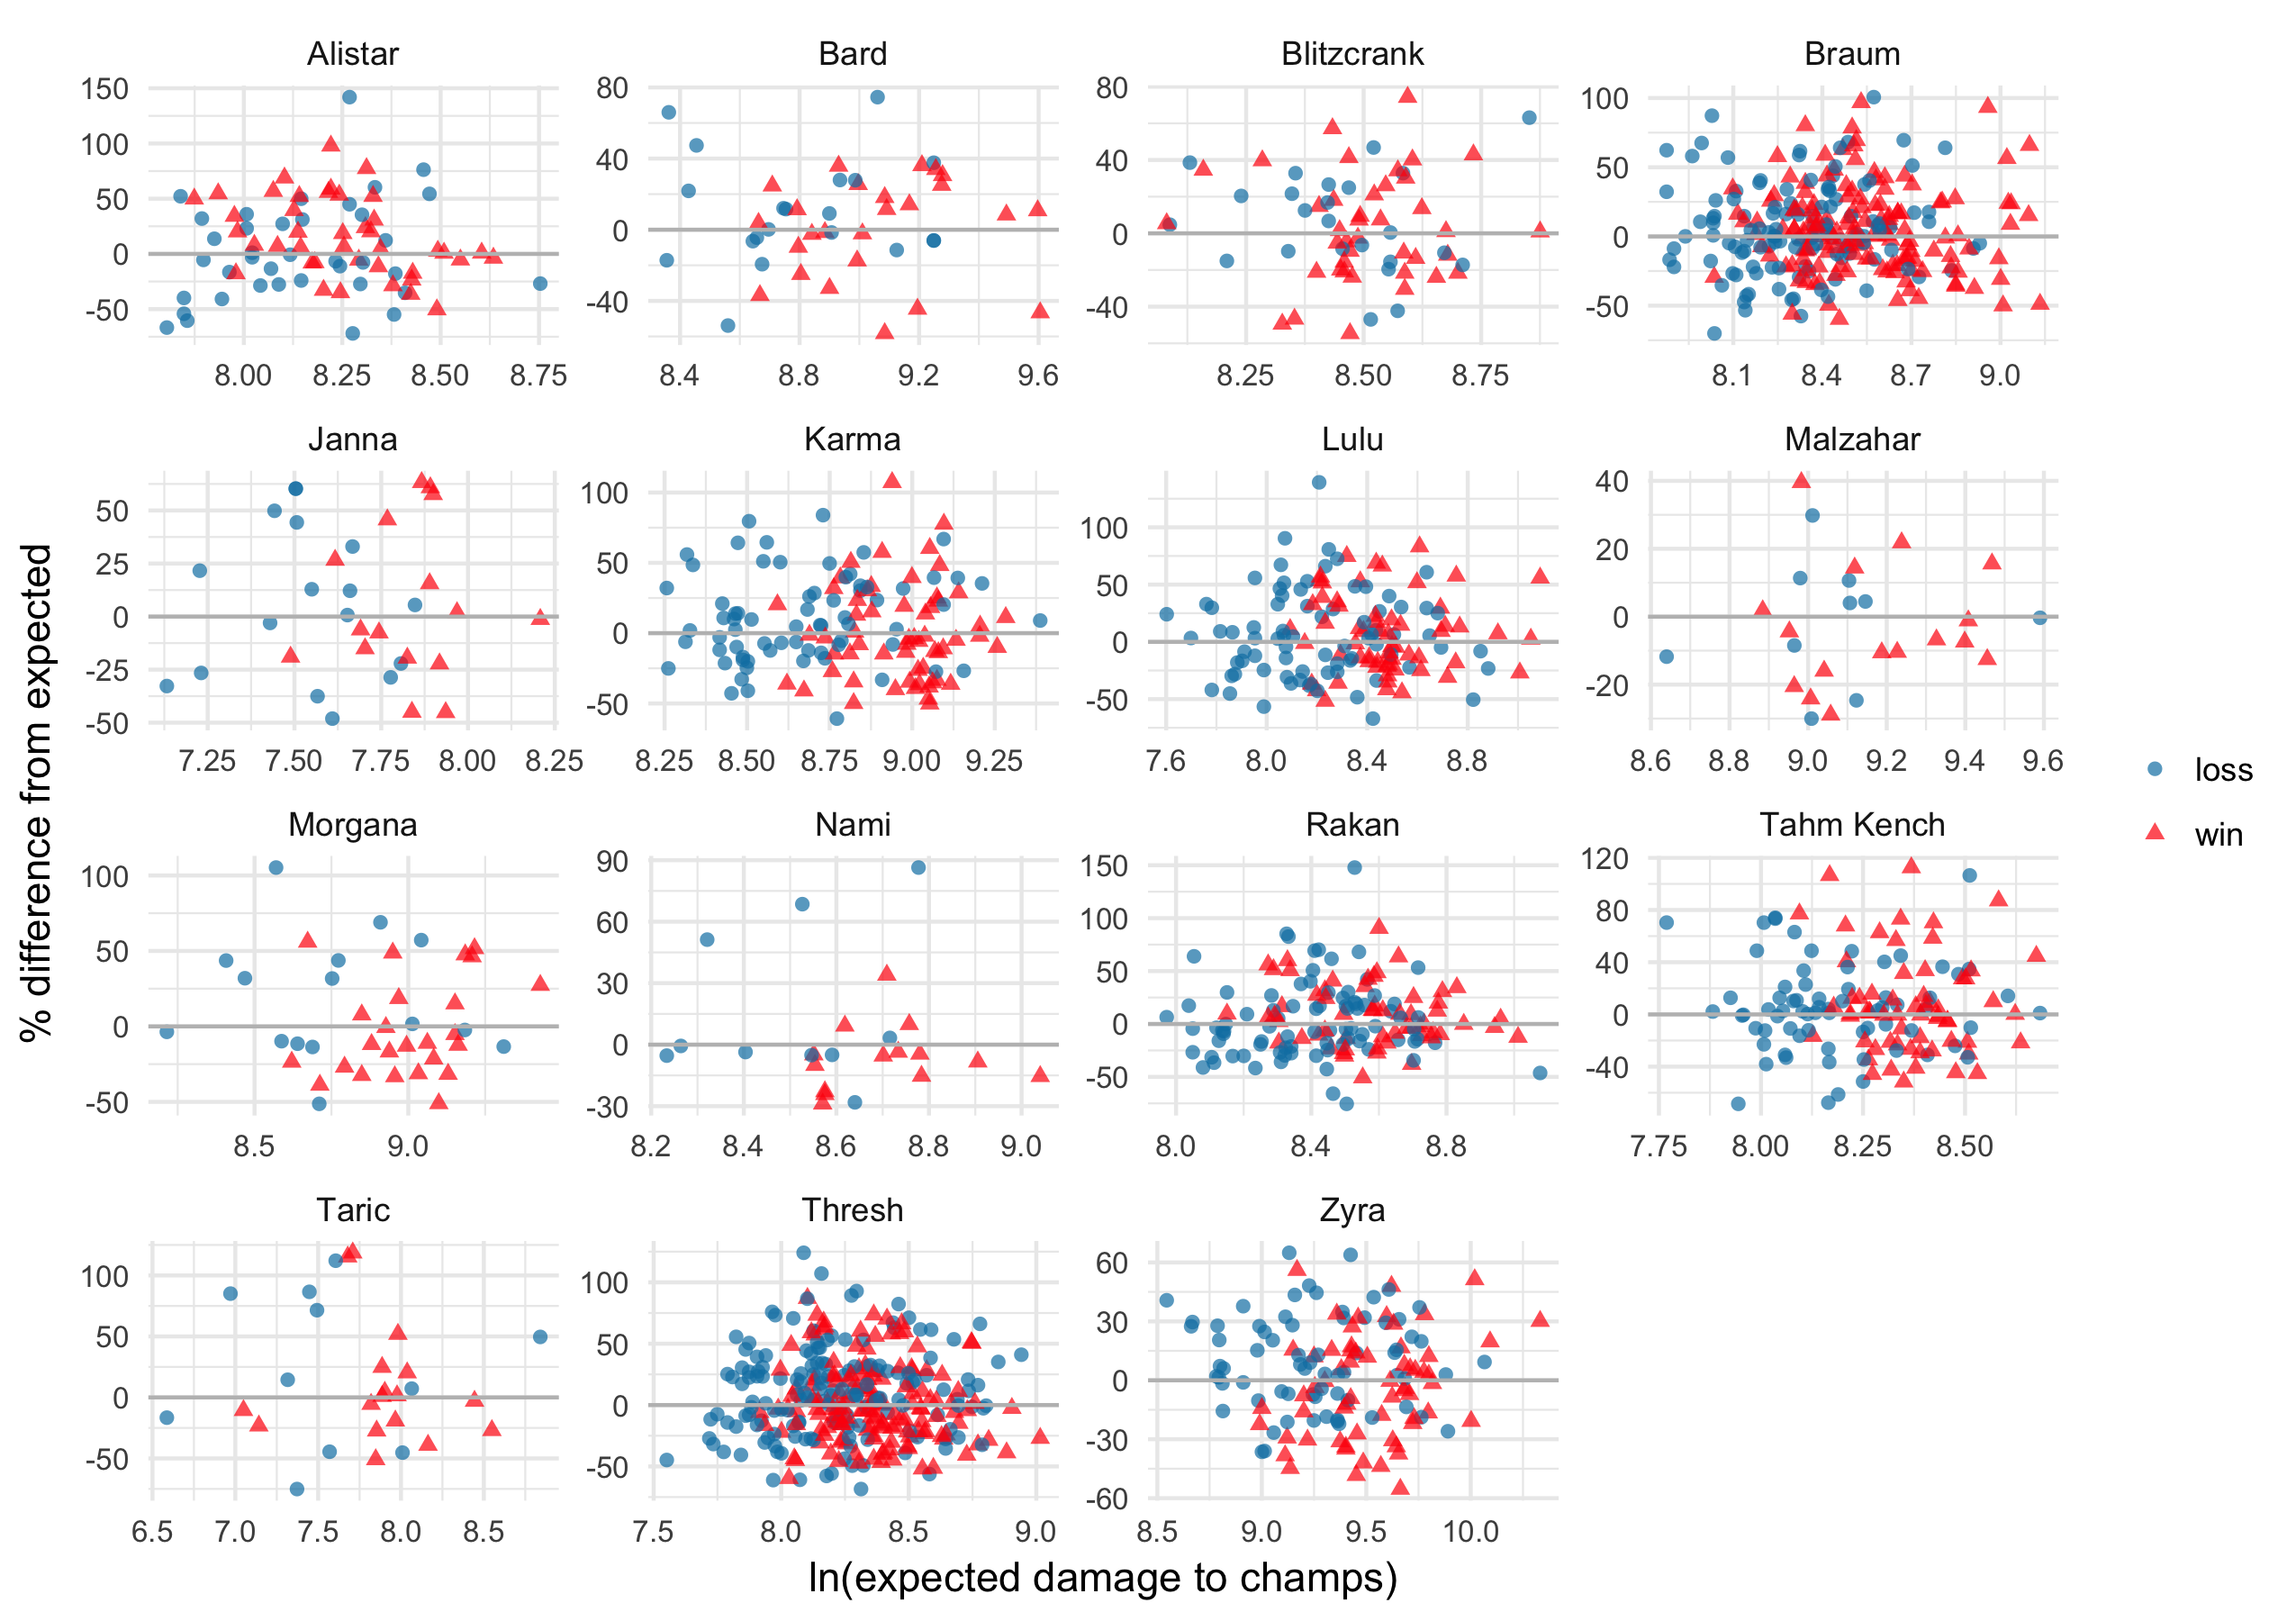 Alistar Bard Blitzcrank Braum
150 100 50 0 -50
80 40 0 -40
80 40 0 -40
100 50 0 -50
8.00 8.25 8.50 8.75
8.4 8.8 9.2 9.6
8.25 8.50 8.75
8.1 8.4 8.7 9.0
Janna Karma Lulu Malzahar
50 25 0 -25 -50
100 50 0 -50
100 50 0 -50
40 20 0 -20
7.25 7.50 7.75 8.00 8.25
8.25 8.50 8.75 9.00 9.25
7.6 8.0 8.4 8.8
8.6 8.8 9.0 9.2 9.4 9.6
Morgana Nami Rakan Tahm Kench
100 50 0 -50
90 60 30 0 -30
150 100 50 0 -50
120 80 40 0 -40
8.5 9.0
8.2 8.4 8.6 8.8 9.0
8.0 8.4 8.8
7.75 8.00 8.25 8.50
Taric Thresh Zyra
100 50 0 -50
100 50 0 -50
60 30 0 -30 -60
6.5 7.0 7.5 8.0 8.5
7.5 8.0 8.5 9.0
8.5 9.0 9.5 10.0
% difference from expected
ln(expected damage to champs)
loss
win